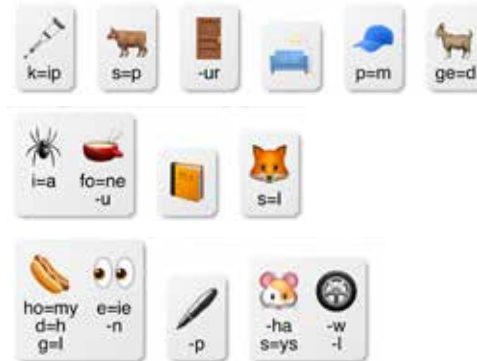 k=ip s=p -ur p=m ge=d
i=a fo=ne s=l
-u
ho=my e=ie -p -ha -w
d=h -n s=ys -l
g=l